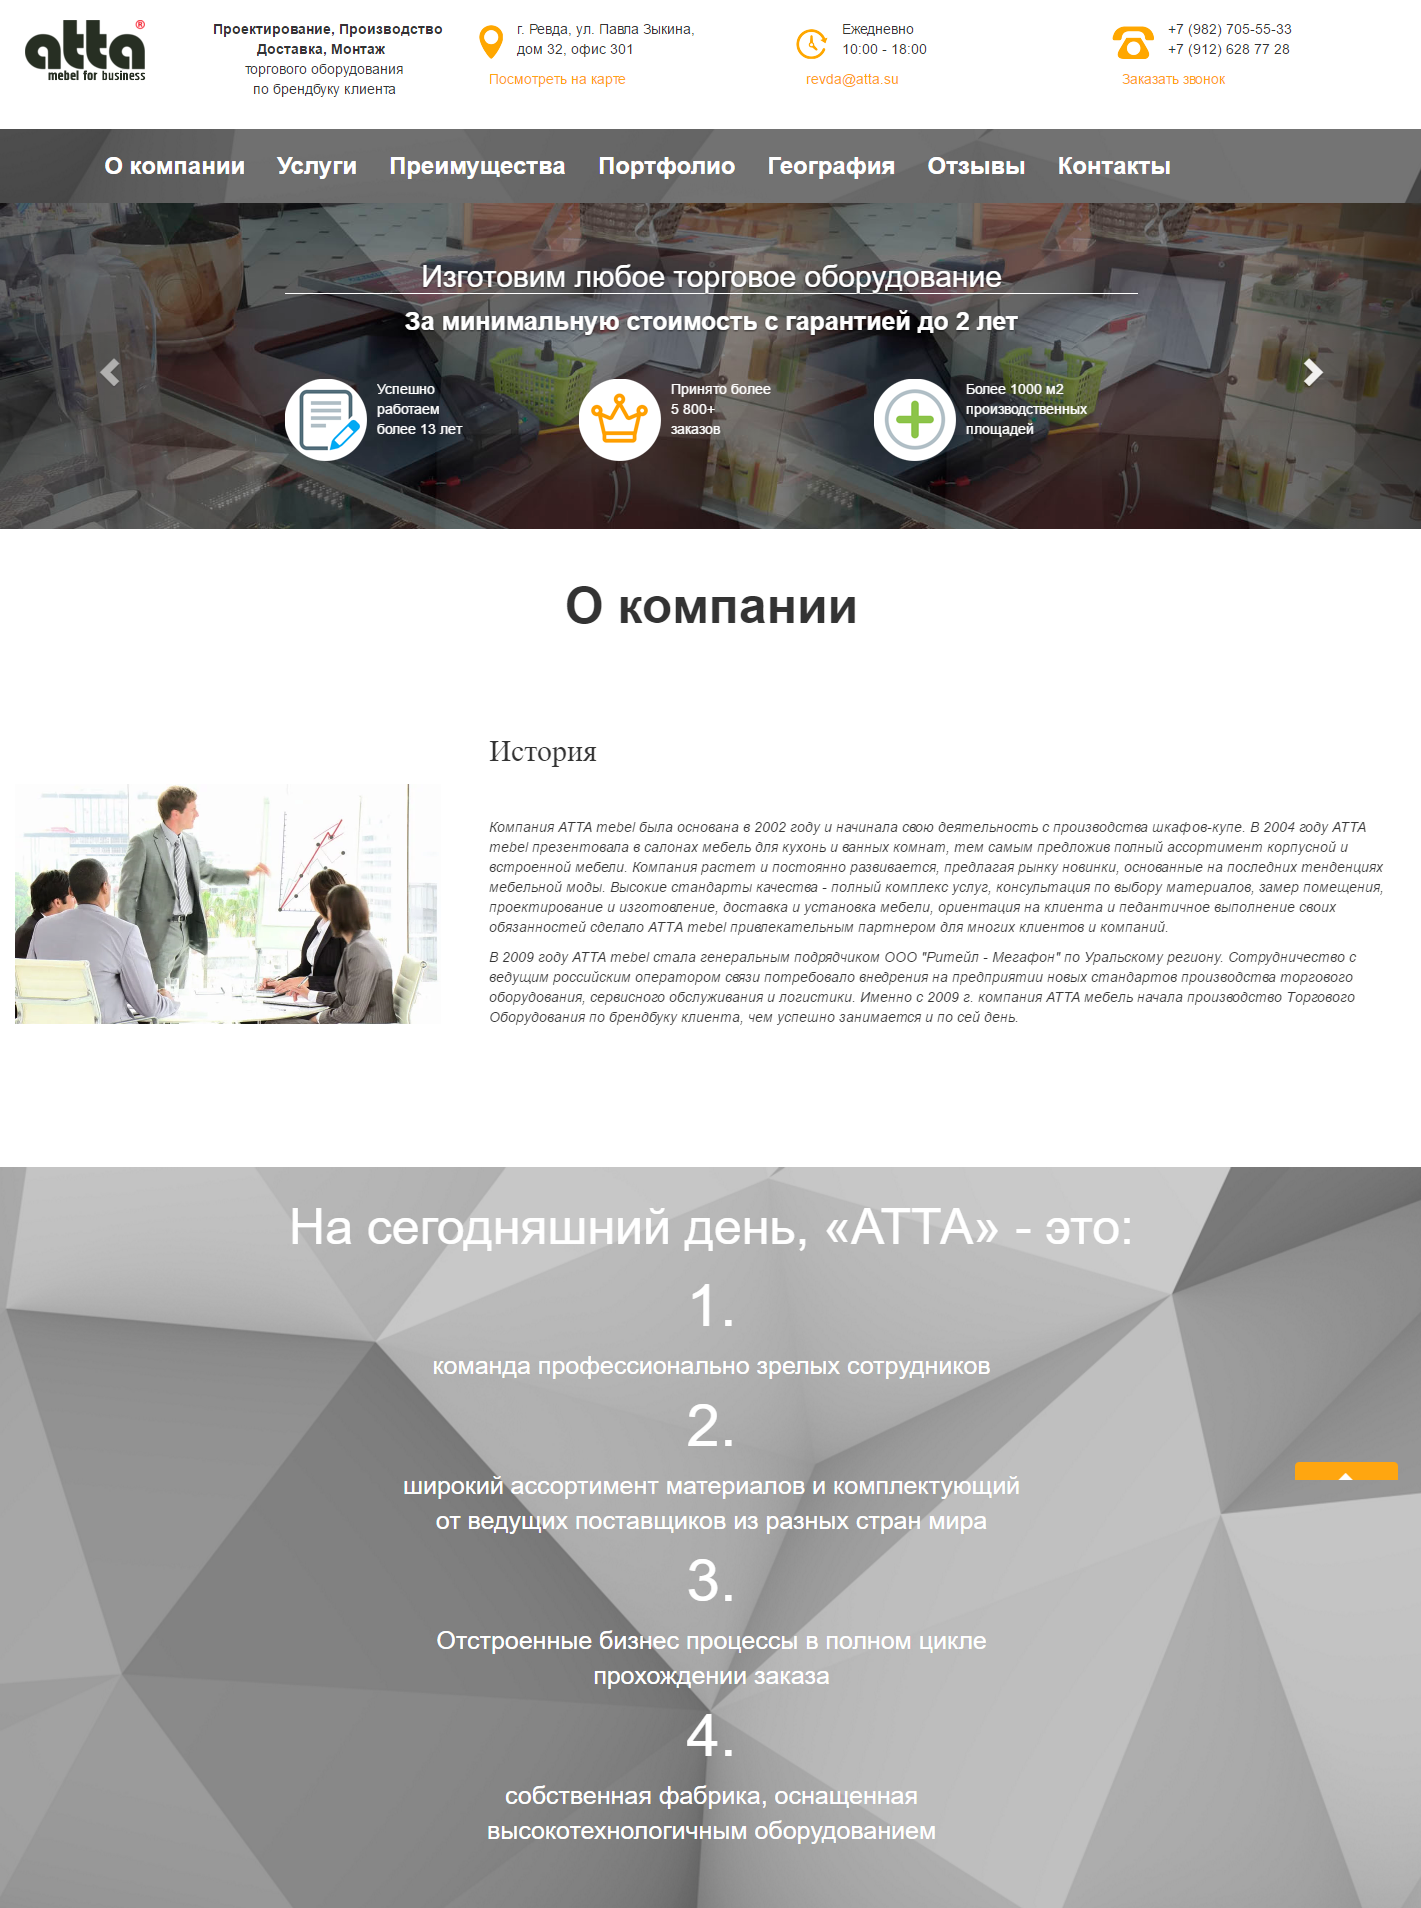 atta®
mebel for business
Проектирование, Производство
Доставка, Монтаж
торгового оборудования
по брендбуку клиента
г. Ревда, ул. Павла Зыкина,
дом 32, офис 301
Посмотреть на карте
Ежедневно
10:00 - 18:00
revda@atta.su
+7 (982) 705-55-33
+7 (912) 628 77 28
Заказать звонок
О компании Услуги Преимущества Портфолио География Отзывы Контакты
Изготовим любое торговое оборудование
За минимальную стоимость с гарантией до 2 лет
Успешно
работаем
более 13 лет
Принято более
5 800+
заказов
Более 1000 м2
производственных
площадей
О компании
История
Компания АТТА mebel была основана в 2002 году и начинала свою деятельность с производства шкафов-купе. В 2004 году АТТА
mebel презентовала в салонах мебель для кухонь и ванных комнат, тем самым предложив полный ассортимент корпусной и
встроенной мебели. Компания растет и постоянно развивается, предлагая рынку новинки, основанные на последних тенденциях
мебельной моды. Высокие стандарты качества - полный комплекс услуг, консультация по выбору материалов, замер помещения,
проектирование и изготовление, доставка и установка мебели, ориентация на клиента и педантичное выполнение своих
обязанностей сделало АТТА mebel привлекательным партнером для многих клиентов и компаний.
В 2009 году АТТА mebel стала генеральным подрядчиком ООО "Ритейл - Мегафон" по Уральскому региону. Сотрудничество с
ведущим российским оператором связи потребовало внедрения на предприятии новых стандартов производства торгового
оборудования, сервисного обслуживания и логистики. Именно с 2009 г. компания АТТА мебель начала производство Торгового
Оборудования по брендбуку клиента, чем успешно занимается и по сей день.
На сегодняшний день, «АТТА» - это:
1.
команда профессионально зрелых сотрудников
2.
широкий ассортимент материалов и комплектующий
от ведущих поставщиков из разных стран мира
3.
Отстроенные бизнес процессы в полном цикле
прохождении заказа
4.
собственная фабрика, оснащенная
высокотехнологичным оборудованием